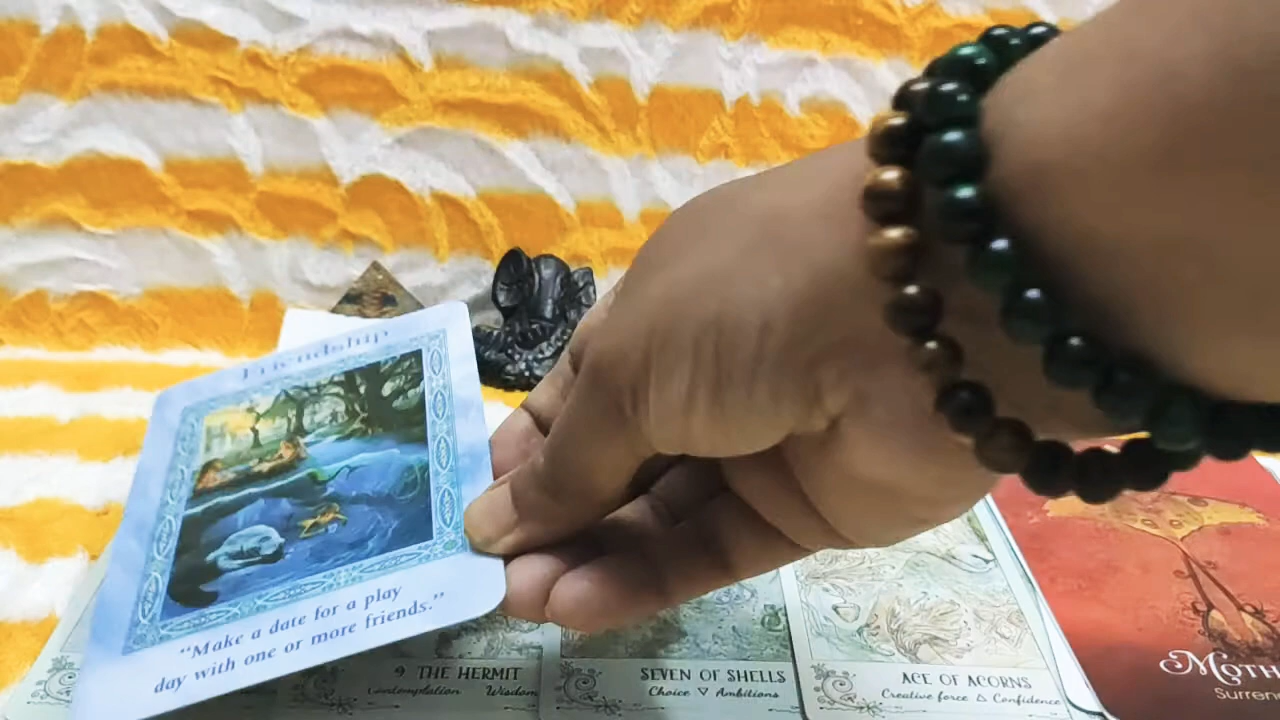 Friendship
“Make a date for a play
day with one or more friends.”
9 THE HERMIT
Contemplation Wisdom
SEVEN OF SHELLS
Choice ▽ Ambitions
ACE OF ACORNS
Creative force △ Confidence
MOTH
Surren